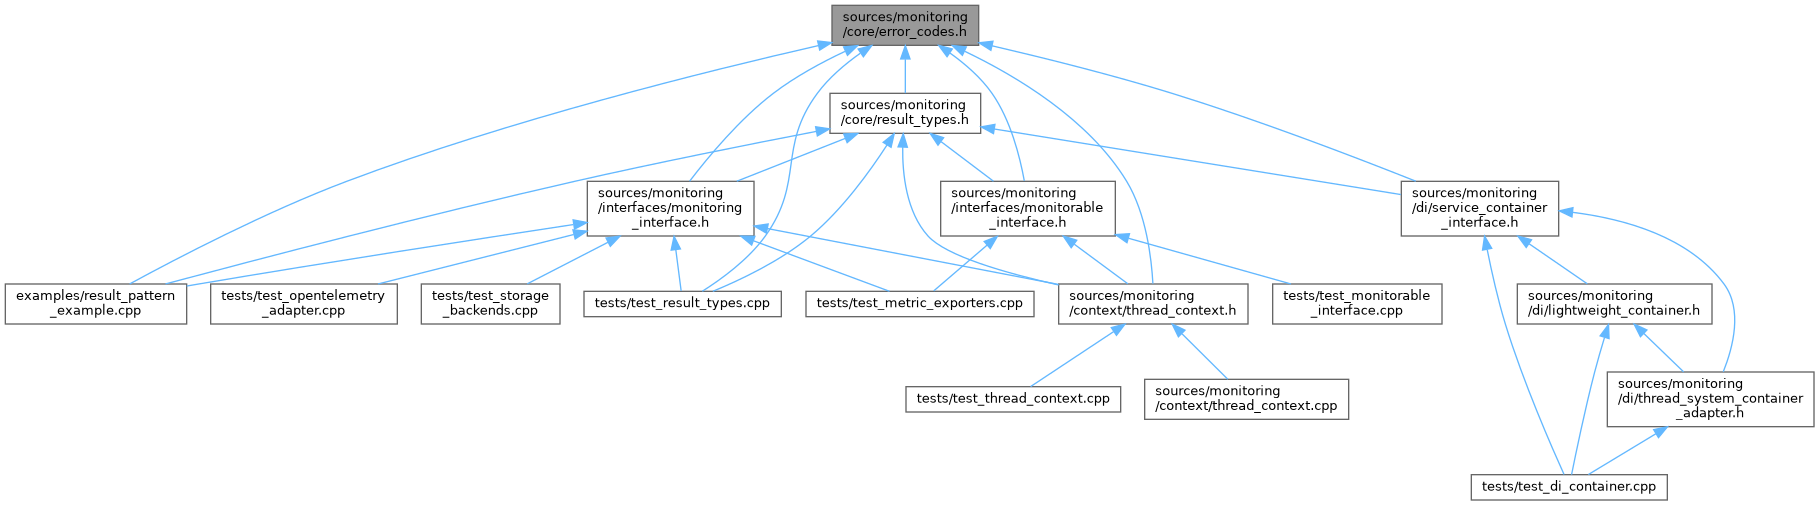 sources/monitoring
/core/error_codes.h
sources/monitoring
/core/result_types.h
sources/monitoring
/interfaces/monitoring
_interface.h
sources/monitoring
/interfaces/monitorable
_interface.h
sources/monitoring
/di/service_container
_interface.h
examples/result_pattern
_example.cpp
tests/test_opentelemetry
_adapter.cpp
tests/test_storage
_backends.cpp
tests/test_result_types.cpp
tests/test_metric_exporters.cpp
sources/monitoring
/context/thread_context.h
tests/test_monitorable
_interface.cpp
sources/monitoring
/di/lightweight_container.h
tests/test_thread_context.cpp
sources/monitoring
/context/thread_context.cpp
sources/monitoring
/di/thread_system_container
_adapter.h
tests/test_di_container.cpp